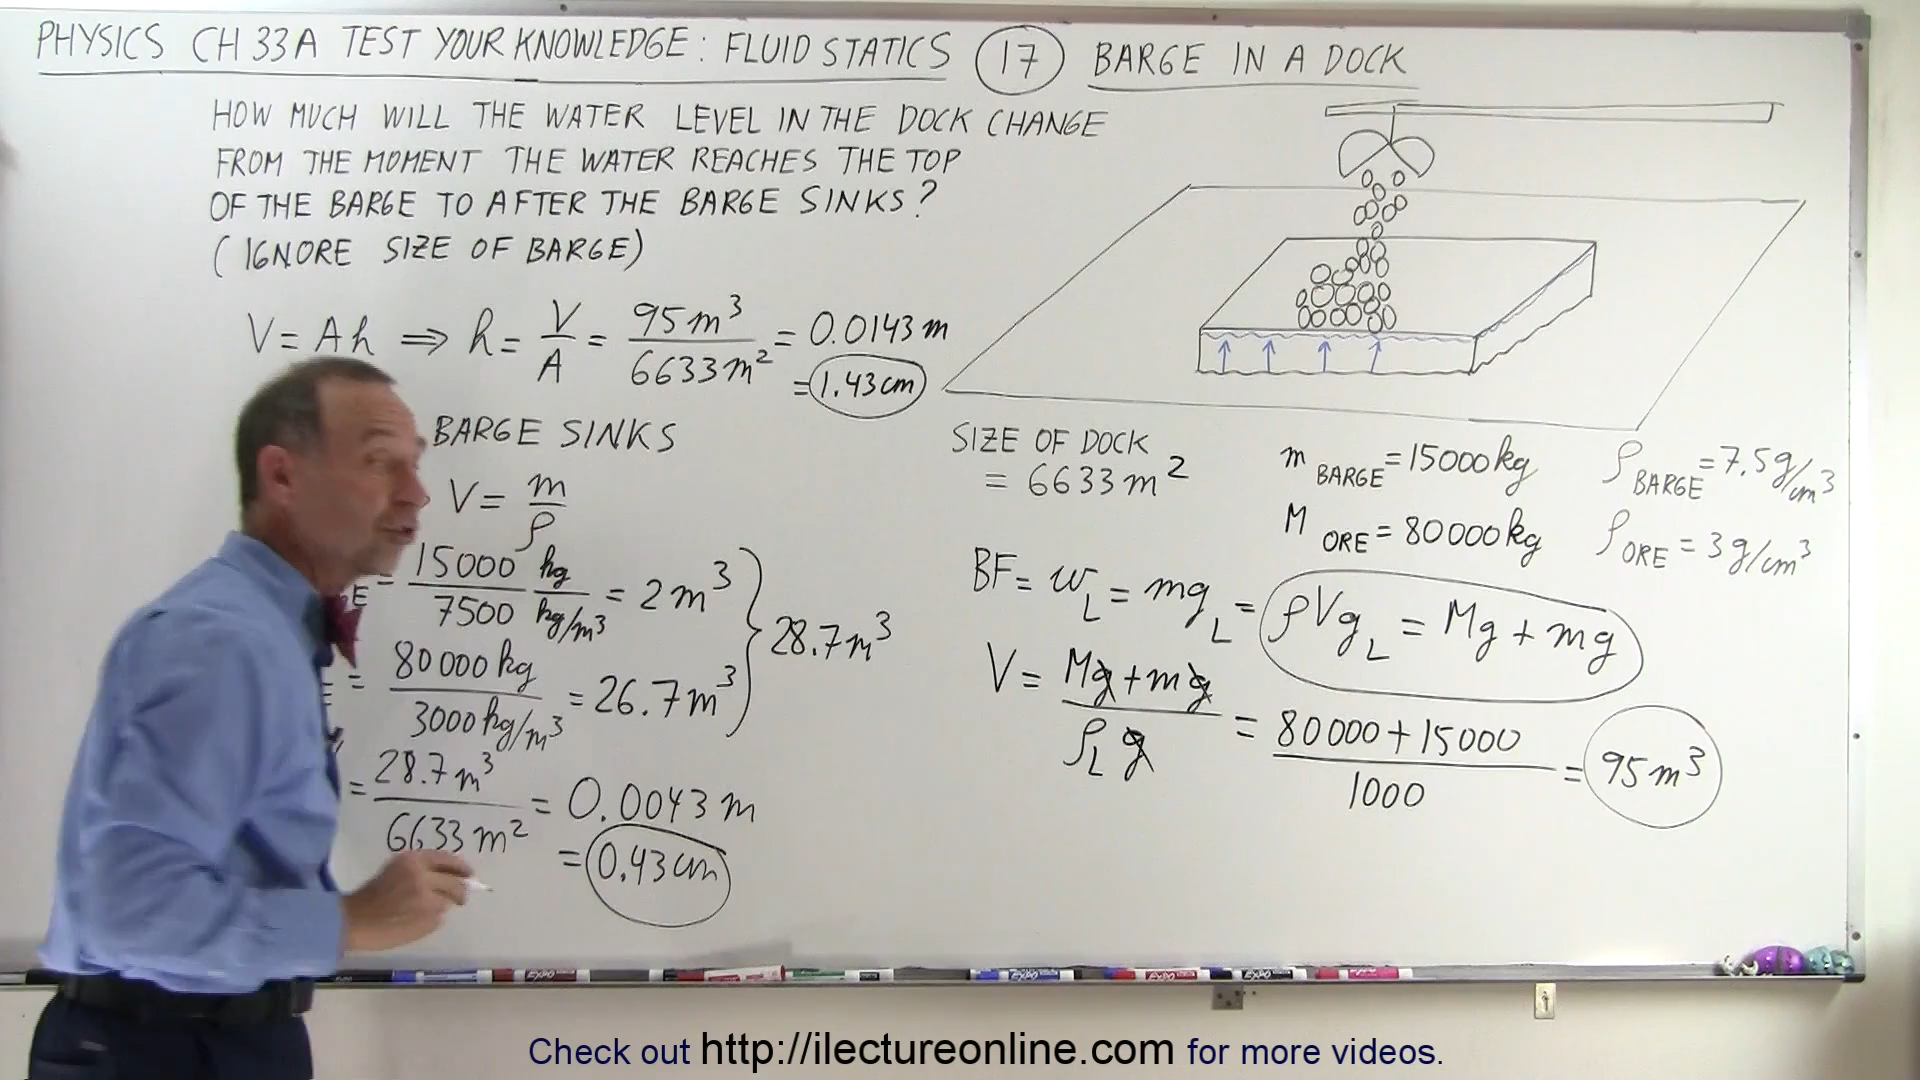 PHYSICS CH 33A TEST YOUR KNOWLEDGE: FLUID STATICS 17 BARGE IN A DOCK
HOW MUCH WILL THE WATER LEVEL IN THE DOCK CHANGE
FROM THE MOMENT THE WATER REACHES THE TOP
OF THE BARGE TO AFTER THE BARGE SINKS?
(IGNORE SIZE OF BARGE)
V = Ah ⟹ h = V/A = 95 m³/6633 m² = 0.0143 m
= 1.43 cm
BARGE SINKS
V = m/ρ
E = 15000/7500 kg/kg/m³ = 2 m³
E = 80000 kg/3000 kg/m³ = 26.7 m³
28.7 m³
= 28.7 m³/6633 m² = 0.0043 m
= 0.43 cm
SIZE OF DOCK
= 6633 m²
m BARGE = 15000 kg
ρ BARGE = 7.5 g/cm³
M ORE = 80000 kg
ρ ORE = 3 g/cm³
BF = w_L = mg_L = ρVg_L = Mg + mg
V = Mg + mg/ρ_L g = 80000 + 15000/1000 = 95 m³
EXPO
EXPO
EXPO
EXPO
EXPO
Check out http://ilectureonline.com for more videos.